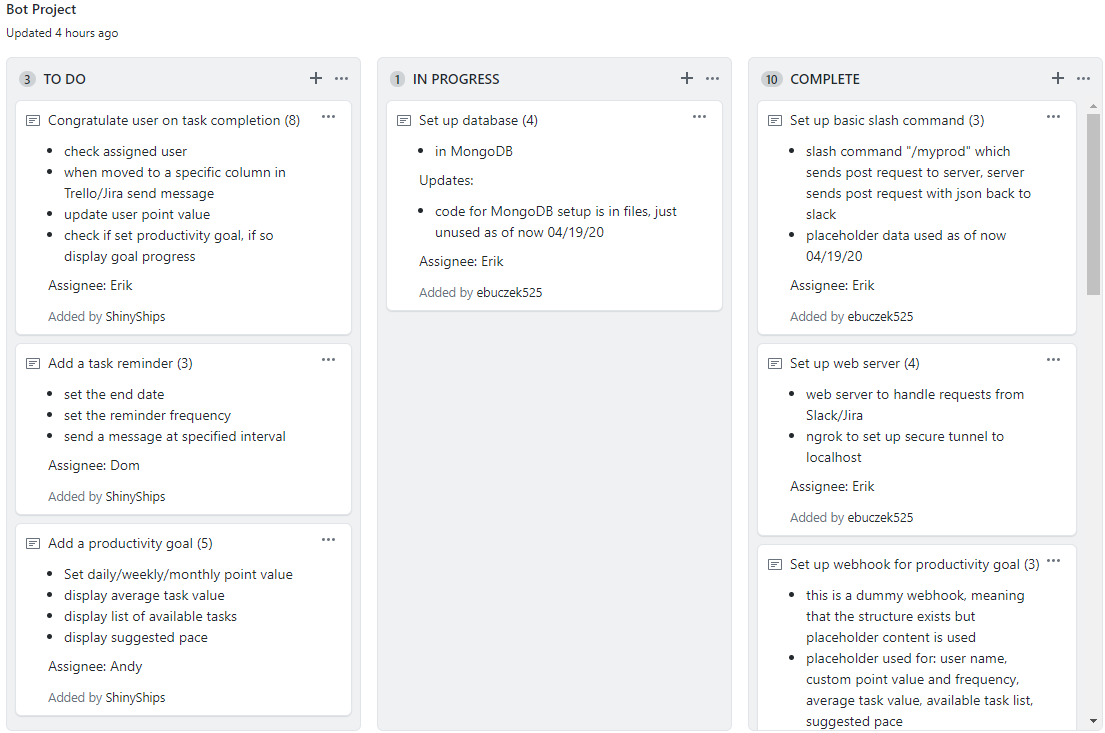 Bot Project
Updated 4 hours ago
3 TO DO
Congratulate user on task completion (8)
check assigned user
when moved to a specific column in
Trello/Jira send message
update user point value
check if set productivity goal, if so
display goal progress
Assignee: Erik
Added by ShinyShips
Add a task reminder (3)
set the end date
set the reminder frequency
send a message at specified interval
Assignee: Dom
Added by ShinyShips
Add a productivity goal (5)
Set daily/weekly/monthly point value
display average task value
display list of available tasks
display suggested pace
Assignee: Andy
Added by ShinyShips
1 IN PROGRESS
Set up database (4)
in MongoDB
Updates:
code for MongoDB setup is in files, just
unused as of now 04/19/20
Assignee: Erik
Added by ebuczek525
10 COMPLETE
Set up basic slash command (3)
slash command "/myprod" which
sends post request to server, server
sends post request with json back to
slack
placeholder data used as of now
04/19/20
Assignee: Erik
Added by ebuczek525
Set up web server (4)
web server to handle requests from
Slack/Jira
ngrok to set up secure tunnel to
localhost
Assignee: Erik
Added by ebuczek525
Set up webhook for productivity goal (3)
this is a dummy webhook, meaning
that the structure exists but
placeholder content is used
placeholder used for: user name,
custom point value and frequency,
average task value, available task list,
suggested pace